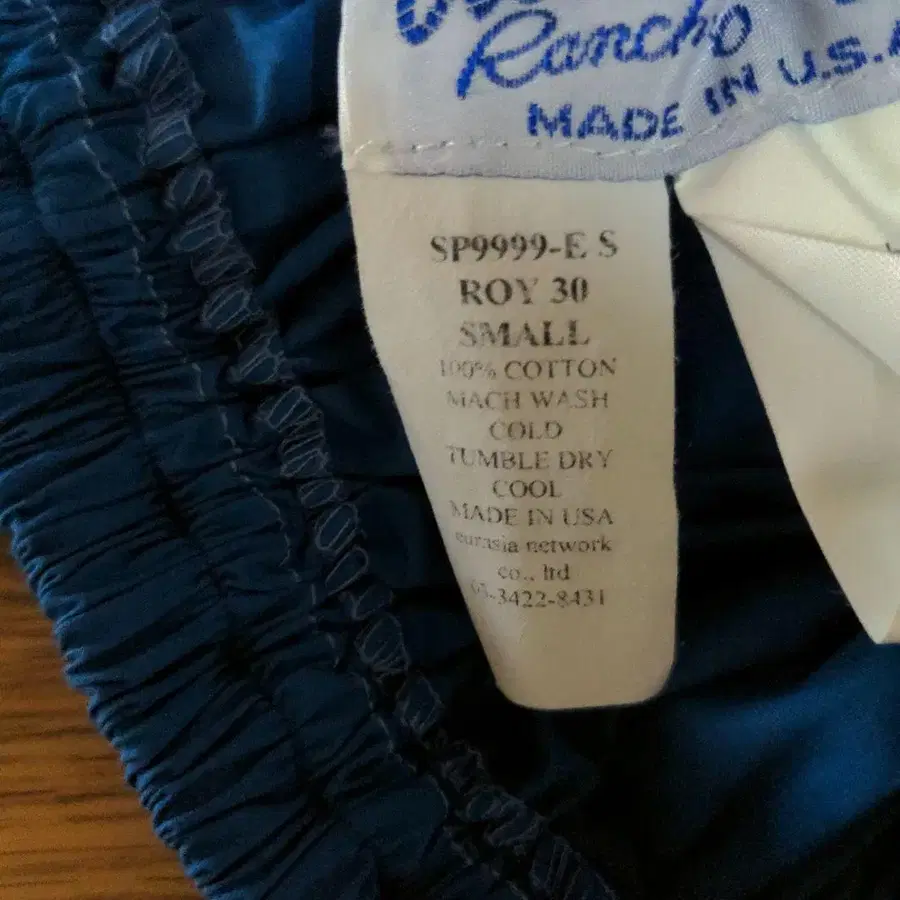 Rancho
MADE IN U.S.A
SP9999-E S
ROY 30
SMALL
100% COTTON
MACH WASH
COLD
TUMBLE DRY
COOL
MADE IN USA
eurasia network
co., ltd
03-3422-8431